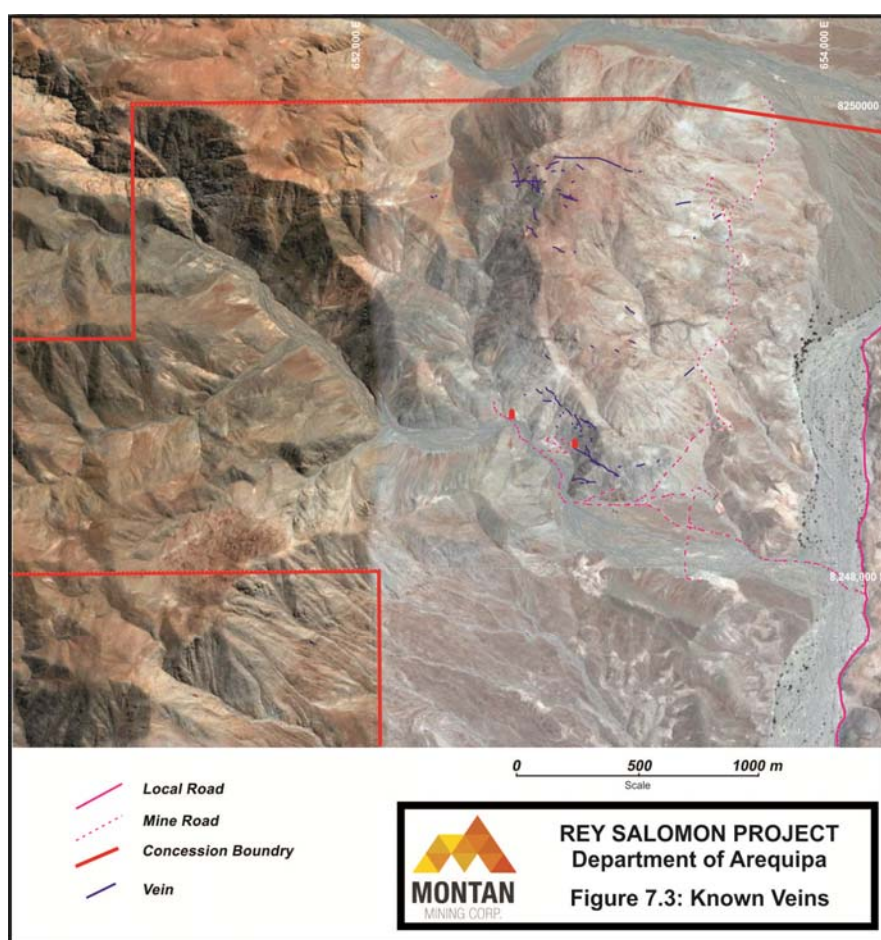 652,000 E
654,000 E
8250000
8,248,000
Local Road
Mine Road
Concession Boundry
Vein
0 500 1000 m
Scale
MONTAN
MINING CORP.
REY SALOMON PROJECT
Department of Arequipa
Figure 7.3: Known Veins